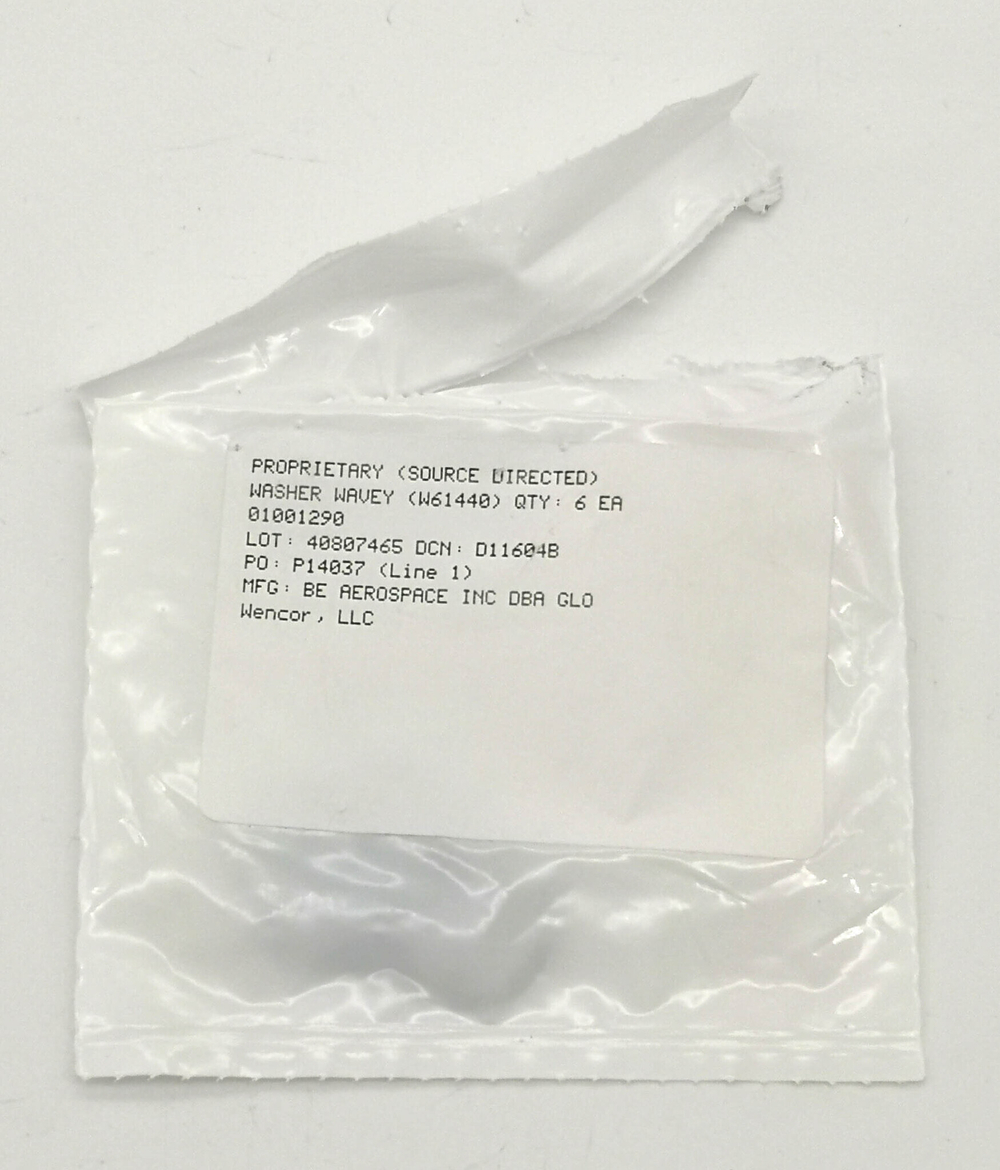 PROPRIETARY (SOURCE DIRECTED)
WASHER WAVEY (W61440) QTY: 6 EA
01001290
LOT: 40807465 DCN: D11604B
PO: P14037 (Line 1)
MFG: BE AEROSPACE INC DBA GLO
Wencor, LLC